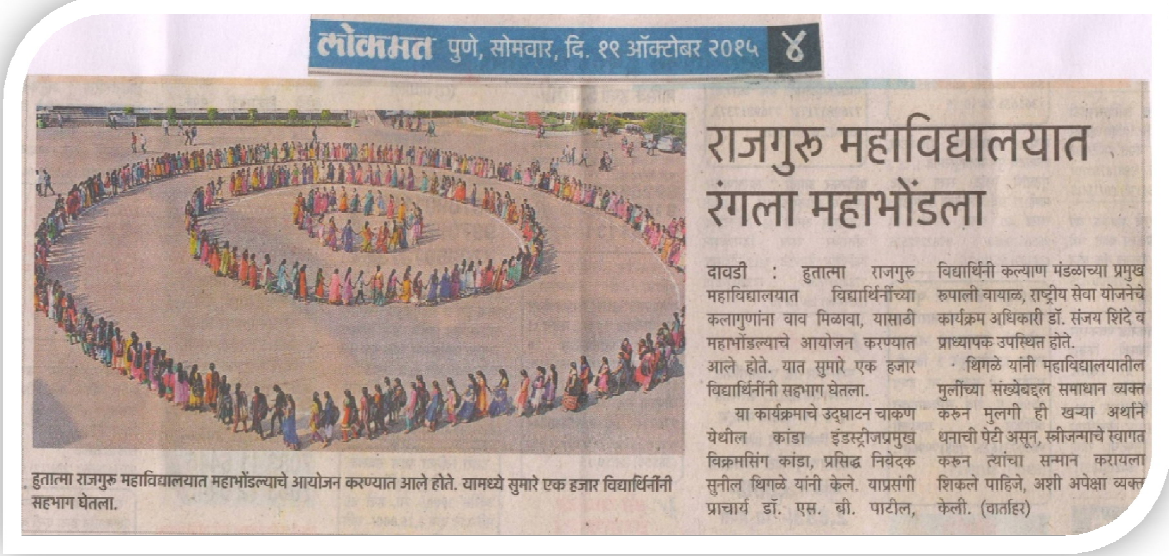 लोकमत पुणे, सोमवार, दि. १९ ऑक्टोबर २०१५ ४
राजगुरू महाविद्यालयात
रंगला महाभोंडला
दावडी : हुतात्मा राजगुरू
महाविद्यालयात विद्यार्थिनींच्या
कलागुणांना वाव मिळावा, यासाठी
महाभोंडल्याचे आयोजन करण्यात
आले होते. यात सुमारे एक हजार
विद्यार्थिनींनी सहभाग घेतला.
या कार्यक्रमाचे उद्घाटन चाकण
येथील कांडा इंडस्ट्रीजप्रमुख
विक्रमसिंग कांडा, प्रसिद्ध निवेदक
सुनील थिगळे यांनी केले. याप्रसंगी
प्राचार्य डॉ. एस. बी. पाटील,
विद्यार्थिनी कल्याण मंडळाच्या प्रमुख
रूपाली वायाळ, राष्ट्रीय सेवा योजनेचे
कार्यक्रम अधिकारी डॉ. संजय शिंदे व
प्राध्यापक उपस्थित होते.
थिगळे यांनी महाविद्यालयातील
मुलींच्या संख्येबद्दल समाधान व्यक्त
करून मुलगी ही खऱ्या अर्थाने
धनाची पेटी असून, स्त्रीजन्माचे स्वागत
करून त्यांचा सन्मान करायला
शिकले पाहिजे, अशी अपेक्षा व्यक्त
केली. (वार्ताहर)
हुतात्मा राजगुरू महाविद्यालयात महाभोंडल्याचे आयोजन करण्यात आले होते. यामध्ये सुमारे एक हजार विद्यार्थिनींनी
सहभाग घेतला.